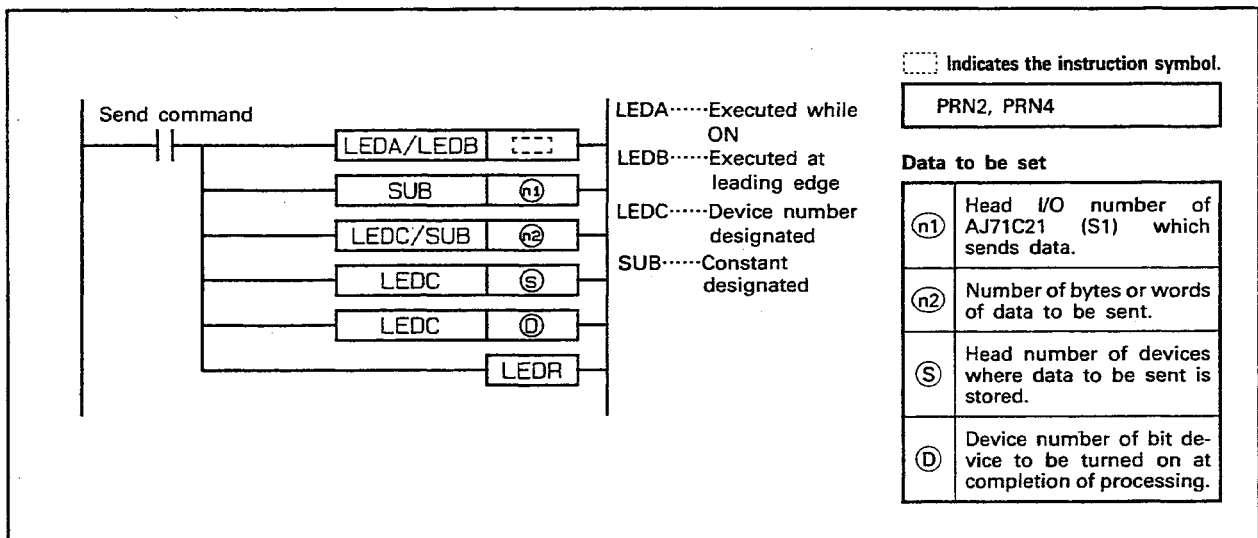 Send command
LEDA/LEDB
SUB n1
LEDC/SUB n2
LEDC S
LEDC D
LEDR
LEDA······Executed while
ON
LEDB······Executed at
leading edge
LEDC······Device number
designated
SUB······Constant
designated
Indicates the instruction symbol.
PRN2, PRN4
Data to be set
n1 Head I/O number of
AJ71C21 (S1) which
sends data.
n2 Number of bytes or words
of data to be sent.
S Head number of devices
where data to be sent is
stored.
D Device number of bit de-
vice to be turned on at
completion of processing.